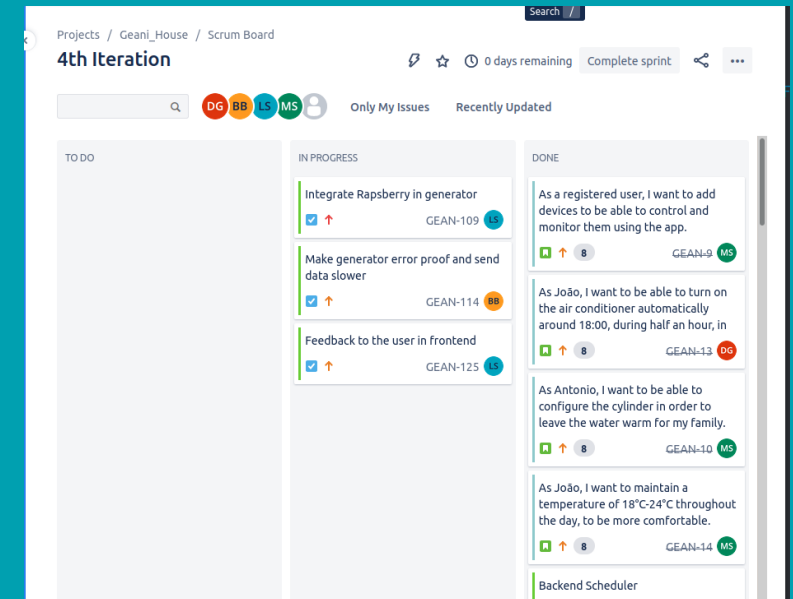 Search /
Projects / Geani_House / Scrum Board
4th Iteration
0 days remaining
Complete sprint
DG BB LS MS
Only My Issues
Recently Updated
TO DO
IN PROGRESS
Integrate Rapsberry in generator
GEAN-109 LS
Make generator error proof and send
data slower
GEAN-114 BB
Feedback to the user in frontend
GEAN-125 LS
DONE
As a registered user, I want to add
devices to be able to control and
monitor them using the app.
8 GEAN-9 MS
As João, I want to be able to turn on
the air conditioner automatically
around 18:00, during half an hour, in
8 GEAN-13 DG
As Antonio, I want to be able to
configure the cylinder in order to
leave the water warm for my family.
8 GEAN-10 MS
As João, I want to maintain a
temperature of 18°C-24°C throughout
the day, to be more comfortable.
8 GEAN-14 MS
Backend Scheduler